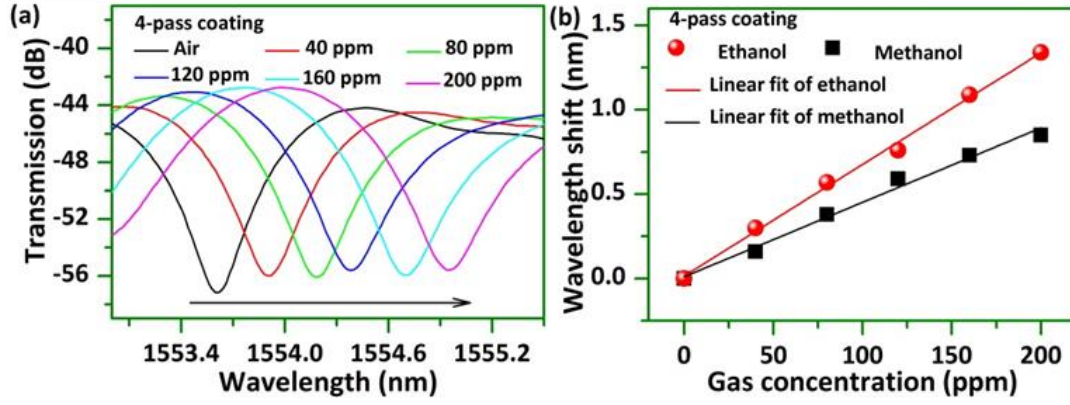 (a)
4-pass coating
Air 40 ppm 80 ppm
120 ppm 160 ppm 200 ppm
Transmission (dB)
-40
-44
-48
-52
-56
1553.4 1554.0 1554.6 1555.2
Wavelength (nm)
(b)
4-pass coating
Ethanol Methanol
Linear fit of ethanol
Linear fit of methanol
Wavelength shift (nm)
1.5
1.0
0.5
0.0
0 50 100 150 200
Gas concentration (ppm)